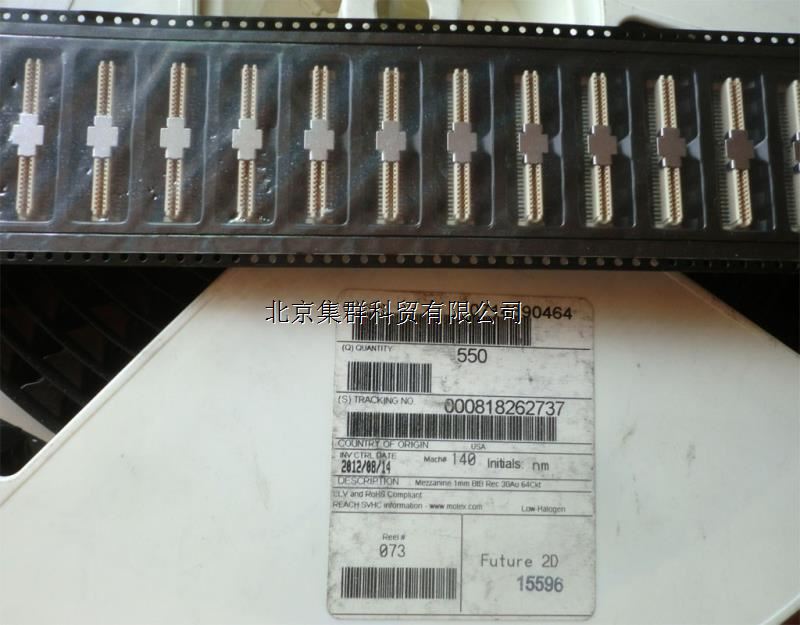 北京集群科贸有限公司
90464
(Q) QUANTITY
550
(S) TRACKING NO. 000818262737
COUNTRY OF ORIGIN USA
INV CTRL DATE
2012/08/14 Mach# 140 Initials: nm
DESCRIPTION Mezzanine 1mm BtB Rec 30Au 64Ckt
ELV and RoHS Compliant
REACH SVHC information - www.molex.com Low-Halogen
Reel #
073
Future 2D
15596